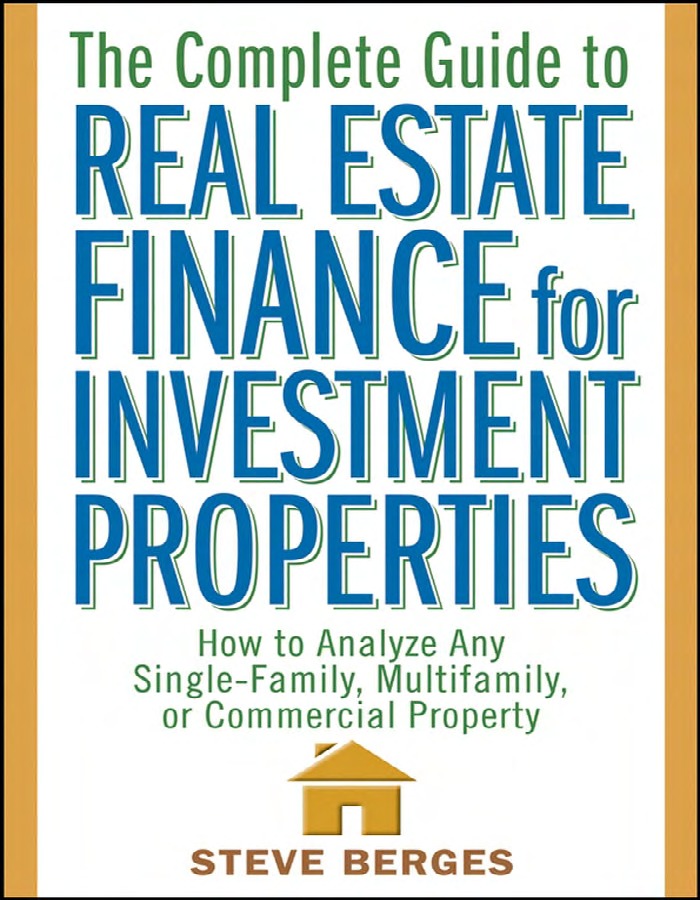 The Complete Guide to
REAL ESTATE
FINANCE for
INVESTMENT
PROPERTIES
How to Analyze Any
Single-Family, Multifamily,
or Commercial Property
STEVE BERGES